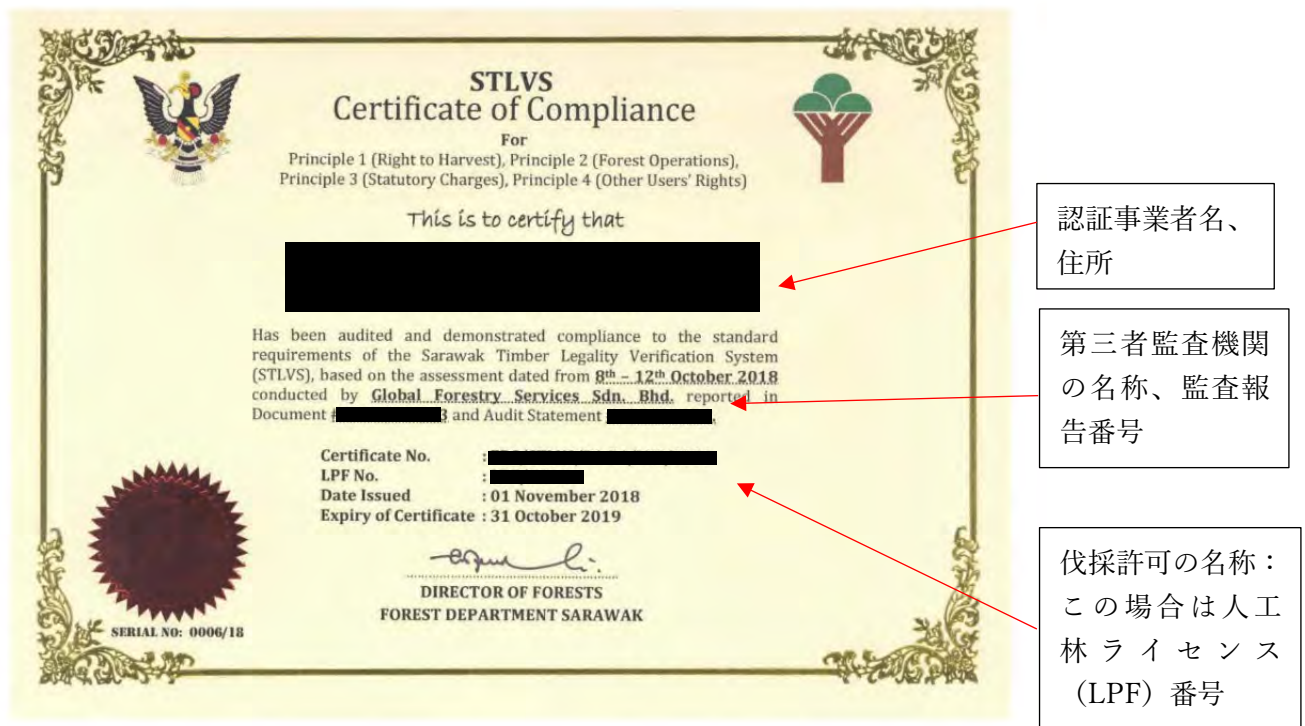 STLVS
Certificate of Compliance
For
Principle 1 (Right to Harvest), Principle 2 (Forest Operations),
Principle 3 (Statutory Charges), Principle 4 (Other Users' Rights)
This is to certify that
Has been audited and demonstrated compliance to the standard
requirements of the Sarawak Timber Legality Verification System
(STLVS), based on the assessment dated from 8th – 12th October 2018
conducted by Global Forestry Services Sdn. Bhd. reported in
Document #3 and Audit Statement
Certificate No. :
LPF No. :
Date Issued : 01 November 2018
Expiry of Certificate : 31 October 2019
DIRECTOR OF FORESTS
FOREST DEPARTMENT SARAWAK
SERIAL NO: 0006/18
認証事業者名、
住所
第三者監査機関
の名称、監査報
告番号
伐採許可の名称：
この場合は人工
林ライセンス
（LPF）番号